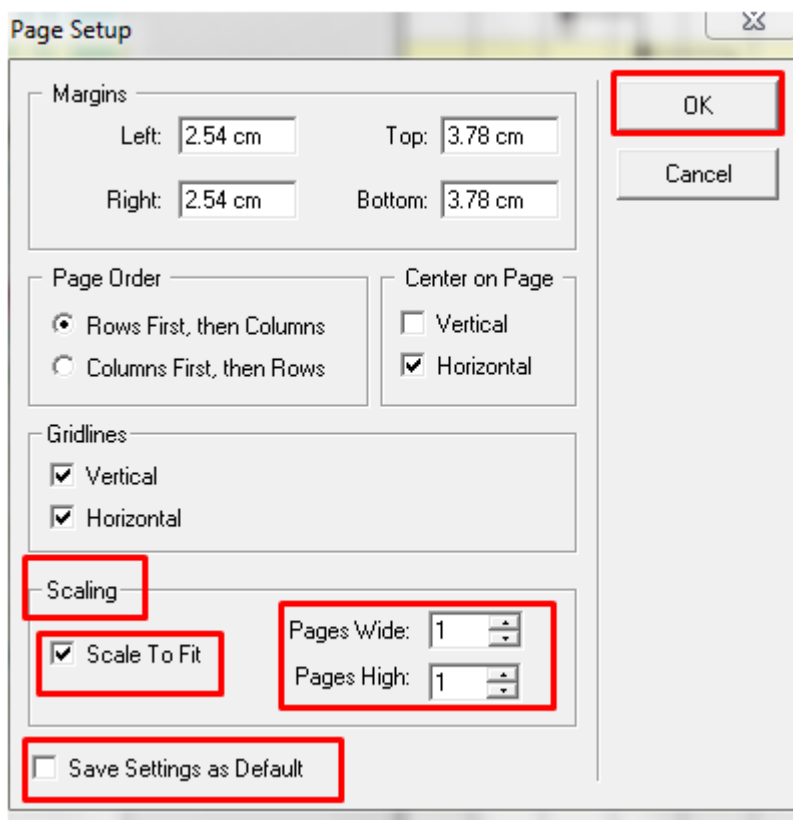 Page Setup
Margins
Left: 2.54 cm Top: 3.78 cm
Right: 2.54 cm Bottom: 3.78 cm
OK
Cancel
Page Order
Rows First, then Columns
Columns First, then Rows
Center on Page
Vertical
Horizontal
Gridlines
Vertical
Horizontal
Scaling
Scale To Fit
Pages Wide: 1
Pages High: 1
Save Settings as Default